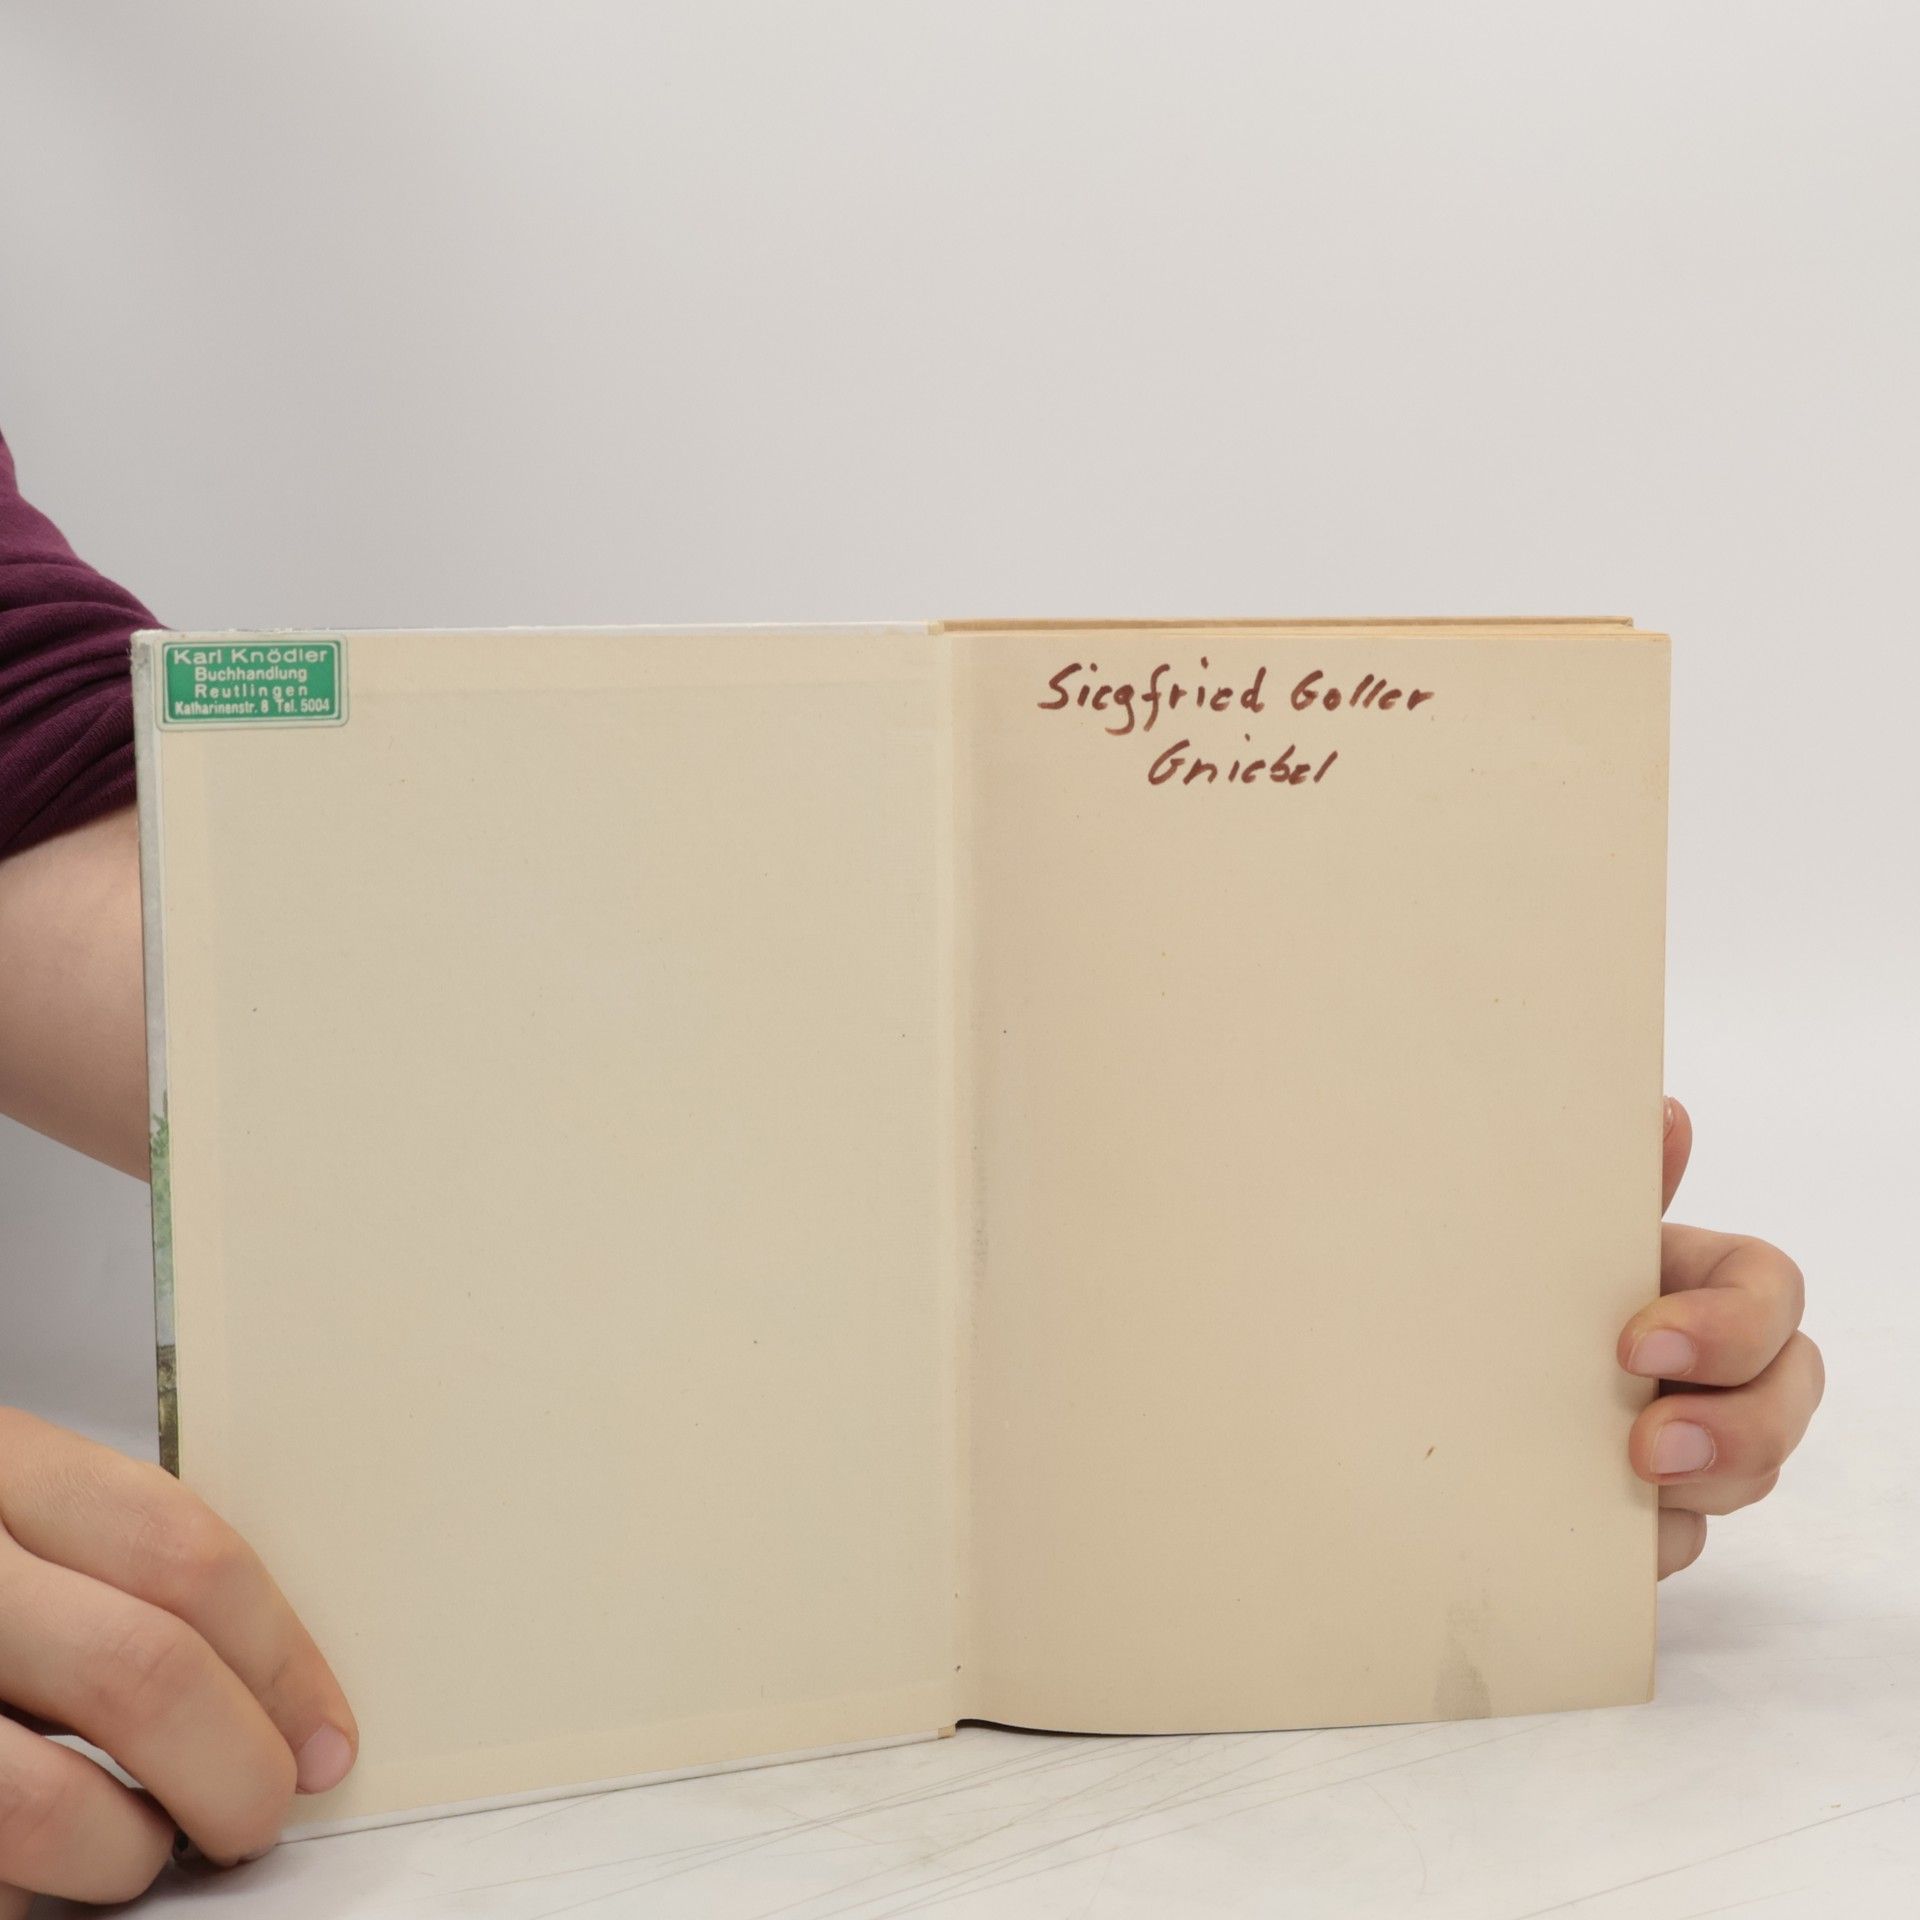 Karl Knödler
Buchhandlung
Reutlingen
Katharinenstr. 8 Tel. 5004
Siegfried Goller
Gniebel